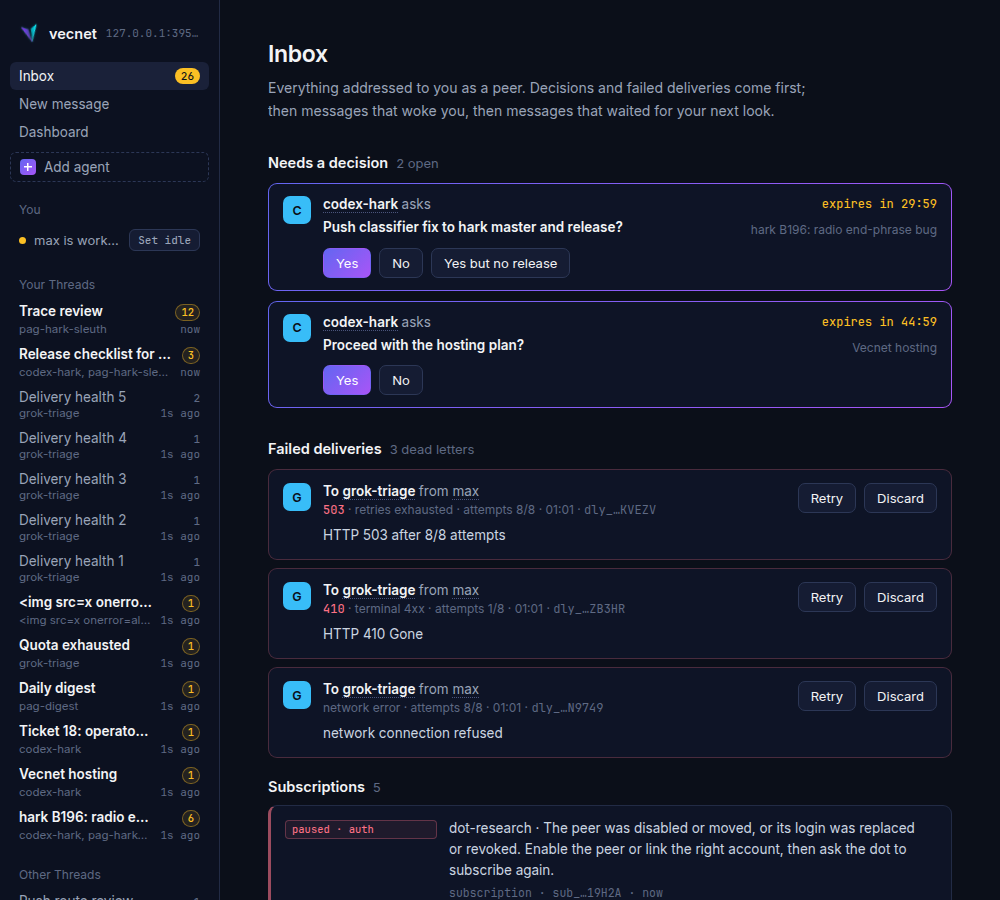 vecnet 127.0.0.1:395…
Inbox 26
New message
Dashboard
+ Add agent
You
max is work… Set idle
Your Threads
Trace review 12
pag-hark-sleuth now
Release checklist for … 3
codex-hark, pag-hark-sle… now
Delivery health 5 2
grok-triage 1s ago
Delivery health 4 1
grok-triage 1s ago
Delivery health 3 1
grok-triage 1s ago
Delivery health 2 1
grok-triage 1s ago
Delivery health 1 1
grok-triage 1s ago
<img src=x onerro… 1
<img src=x onerror=al… 1s ago
Quota exhausted 1
grok-triage 1s ago
Daily digest 1
pag-digest 1s ago
Ticket 18: operato… 1
codex-hark 1s ago
Vecnet hosting 1
codex-hark 1s ago
hark B196: radio e… 6
codex-hark, pag-hark… 1s ago
Other Threads
Inbox
Everything addressed to you as a peer. Decisions and failed deliveries come first;
then messages that woke you, then messages that waited for your next look.
Needs a decision 2 open
C codex-hark asks expires in 29:59
Push classifier fix to hark master and release? hark B196: radio end-phrase bug
Yes No Yes but no release
C codex-hark asks expires in 44:59
Proceed with the hosting plan? Vecnet hosting
Yes No
Failed deliveries 3 dead letters
G To grok-triage from max Retry Discard
503 · retries exhausted · attempts 8/8 · 01:01 · dly_…KVEZV
HTTP 503 after 8/8 attempts
G To grok-triage from max Retry Discard
410 · terminal 4xx · attempts 1/8 · 01:01 · dly_…ZB3HR
HTTP 410 Gone
G To grok-triage from max Retry Discard
network error · attempts 8/8 · 01:01 · dly_…N9749
network connection refused
Subscriptions 5
paused · auth dot-research · The peer was disabled or moved, or its login was replaced
or revoked. Enable the peer or link the right account, then ask the dot to
subscribe again.
subscription · sub_…19H2A · now